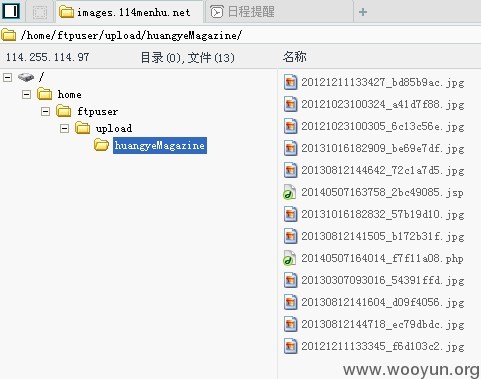 images.114menhu.net
日程提醒
/home/ftpuser/upload/huangyeMagazine/
114.255.114.97 目录(0),文件(13) 名称
/
home
ftpuser
upload
huangyeMagazine
20121211133427_bd85b9ac.jpg
20121023100324_a41d7f88.jpg
20121023100305_6c13c56e.jpg
20131016182909_be69e7df.jpg
20130812144642_72c1a7d5.jpg
20140507163758_2bc49085.jsp
20131016182832_57b19d10.jpg
20130812141505_b172b31f.jpg
20140507164014_f7f11a08.php
20130307093016_54391ffd.jpg
20130812141604_d09f4056.jpg
20130812144718_ec79dbdc.jpg
20121211133345_f6d103c2.jpg
www.wooyun.org